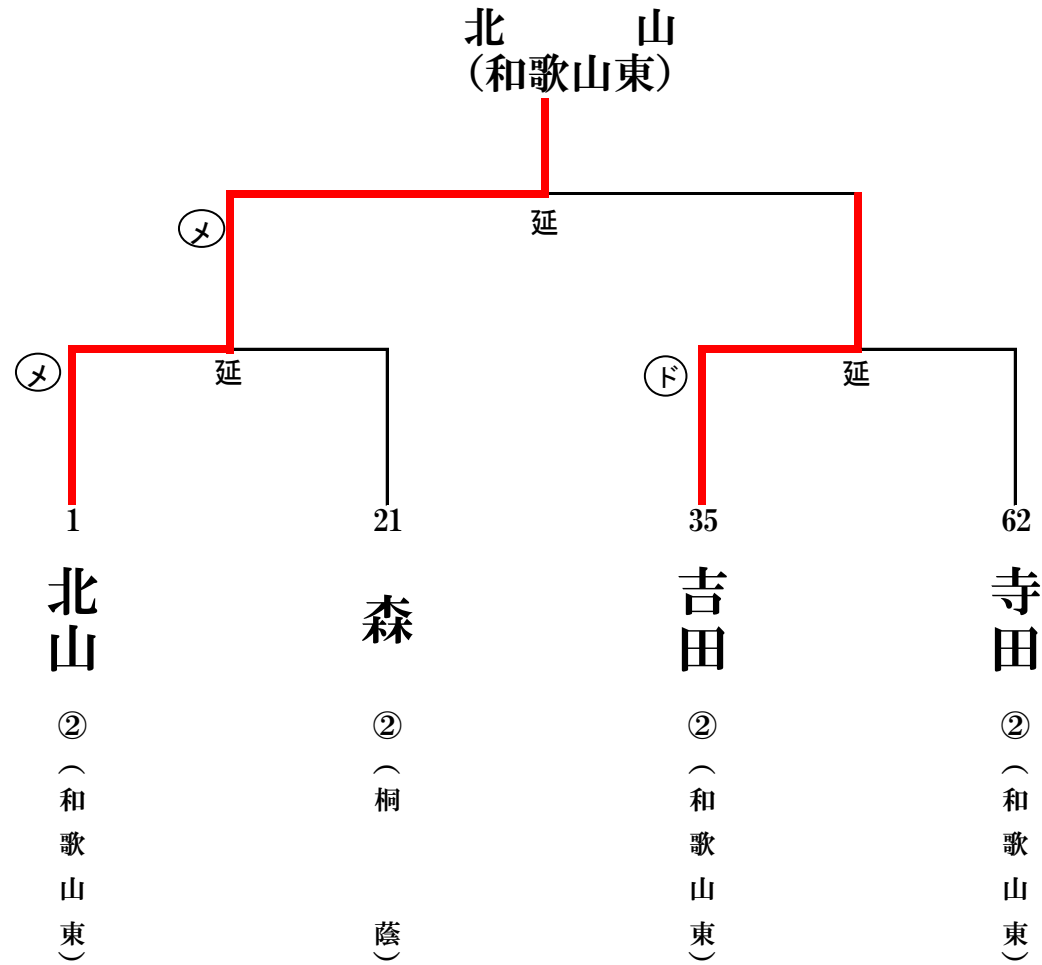 北山
(和歌山東)
メ
延
メ
延
ド
延
1
21
35
62
北山②(和歌山東)
森②(桐蔭)
吉田②(和歌山東)
寺田②(和歌山東)